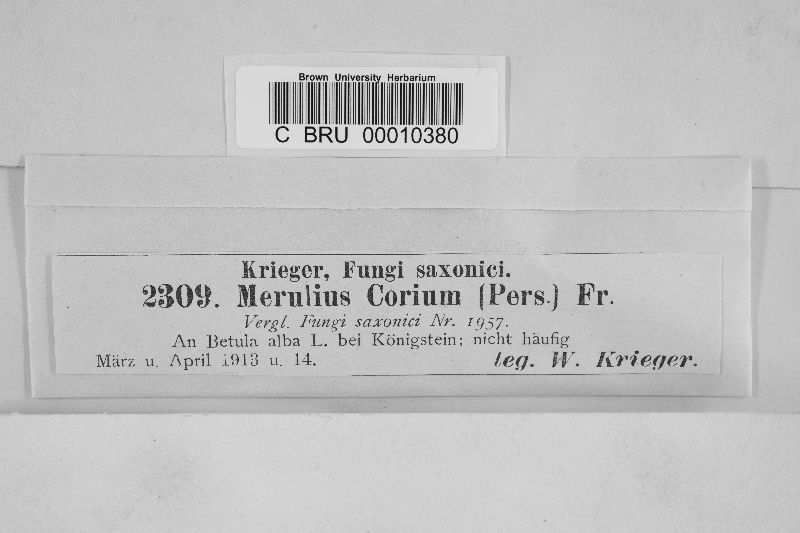 Brown University Herbarium
C BRU 00010380
Krieger, Fungi saxonici.
2309. Merulius Corium (Pers.) Fr.
Vergl. Fungi saxonici Nr. 1957.
An Betula alba L. bei Königstein; nicht häufig
März u. April 1913 u. 14. leg. W. Krieger.